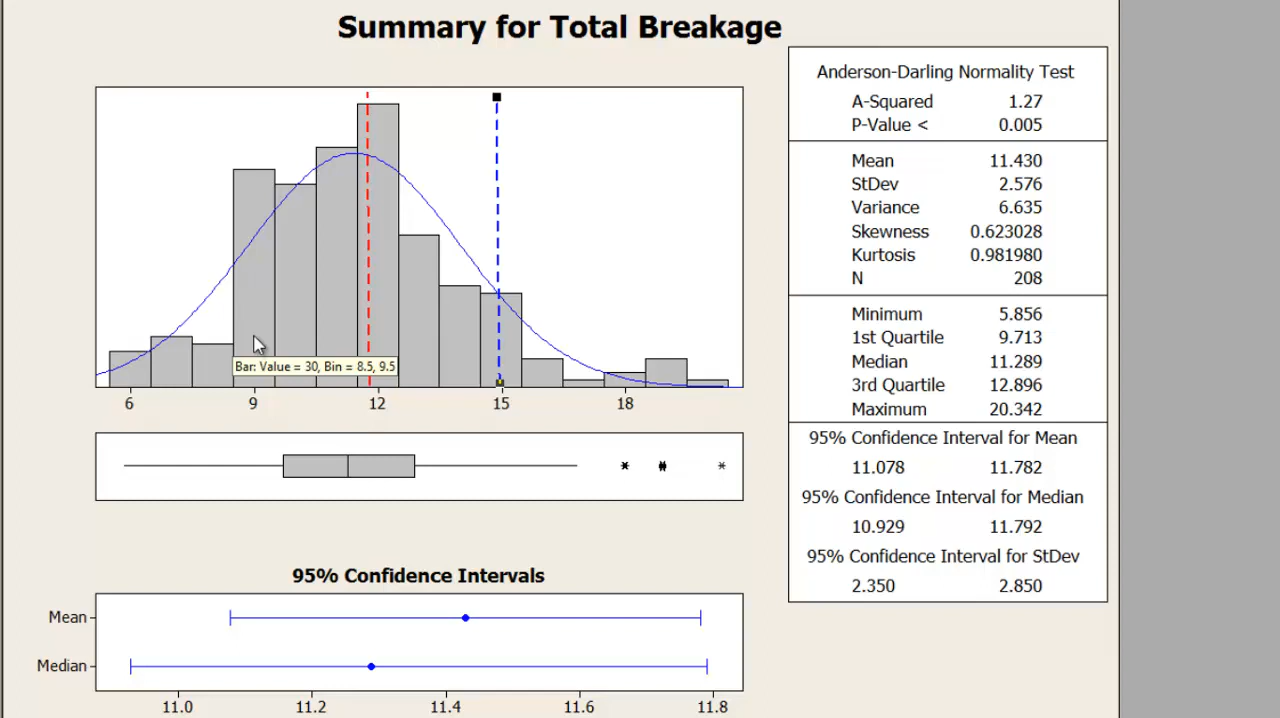 Summary for Total Breakage
Bar: Value = 30, Bin = 8.5, 9.5
6 9 12 15 18
95% Confidence Intervals
Mean
Median
11.0 11.2 11.4 11.6 11.8
Anderson-Darling Normality Test
A-Squared 1.27
P-Value < 0.005
Mean 11.430
StDev 2.576
Variance 6.635
Skewness 0.623028
Kurtosis 0.981980
N 208
Minimum 5.856
1st Quartile 9.713
Median 11.289
3rd Quartile 12.896
Maximum 20.342
95% Confidence Interval for Mean
11.078 11.782
95% Confidence Interval for Median
10.929 11.792
95% Confidence Interval for StDev
2.350 2.850